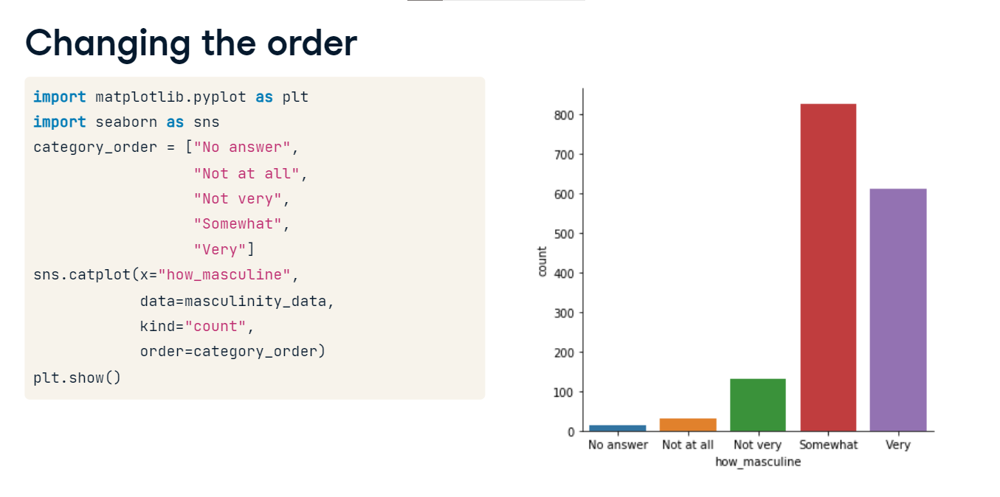 Changing the order
import matplotlib.pyplot as plt
import seaborn as sns
category_order = ["No answer",
"Not at all",
"Not very",
"Somewhat",
"Very"]
sns.catplot(x="how_masculine",
data=masculinity_data,
kind="count",
order=category_order)
plt.show()
800
700
600
500
400
300
200
100
0
count
No answer Not at all Not very Somewhat Very
how_masculine